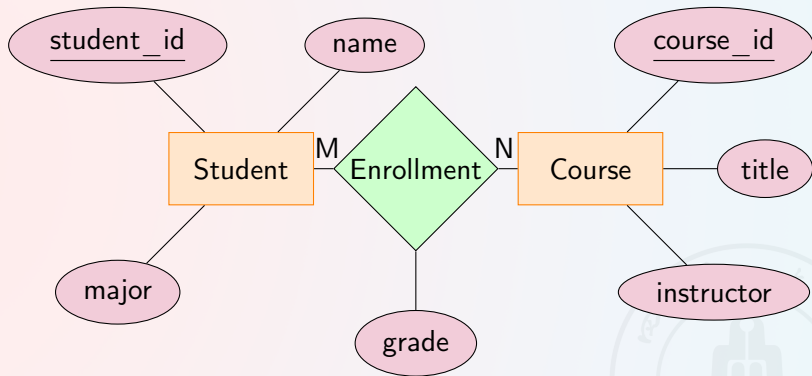 student_id
name
course_id
M
N
Student
Enrollment
Course
title
major
instructor
grade